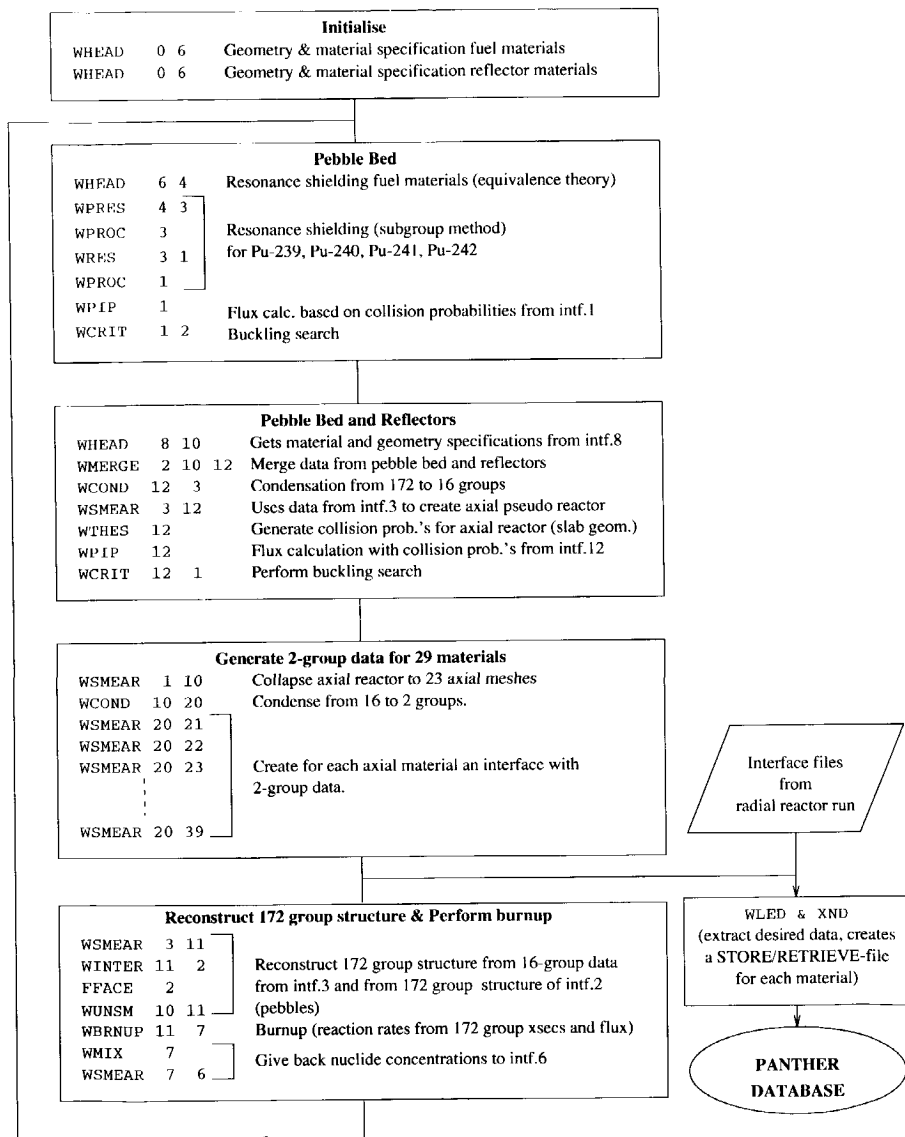 Initialise
WHEAD 0 6 Geometry & material specification fuel materials
WHEAD 0 6 Geometry & material specification reflector materials
Pebble Bed
WHEAD 6 4 Resonance shielding fuel materials (equivalence theory)
WPRES 4 3
WPROC 3 Resonance shielding (subgroup method)
for Pu-239, Pu-240, Pu-241, Pu-242
WRES 3 1
WPROC 1
WPIP 1 Flux calc. based on collision probabilities from intf.1
WCRIT 1 2 Buckling search
Pebble Bed and Reflectors
WHEAD 8 10 Gets material and geometry specifications from intf.8
WMERGE 2 10 12 Merge data from pebble bed and reflectors
WCOND 12 3 Condensation from 172 to 16 groups
WSMEAR 3 12 Uses data from intf.3 to create axial pseudo reactor
WTHES 12 Generate collision prob.'s for axial reactor (slab geom.)
WPIP 12 Flux calculation with collision prob.'s from intf.12
WCRIT 12 1 Perform buckling search
Generate 2-group data for 29 materials
WSMEAR 1 10 Collapse axial reactor to 23 axial meshes
WCOND 10 20 Condense from 16 to 2 groups.
WSMEAR 20 21
WSMEAR 20 22
WSMEAR 20 23 Create for each axial material an interface with
2-group data.
WSMEAR 20 39
Interface files
from
radial reactor run
Reconstruct 172 group structure & Perform burnup
WSMEAR 3 11
WINTER 11 2 Reconstruct 172 group structure from 16-group data
FFACE 2 from intf.3 and from 172 group structure of intf.2
WUNSM 10 11 (pebbles)
WBRNUP 11 7 Burnup (reaction rates from 172 group xsecs and flux)
WMIX 7 Give back nuclide concentrations to intf.6
WSMEAR 7 6
WLED & XND
(extract desired data, creates
a STORE/RETRIEVE-file
for each material)
PANTHER
DATABASE